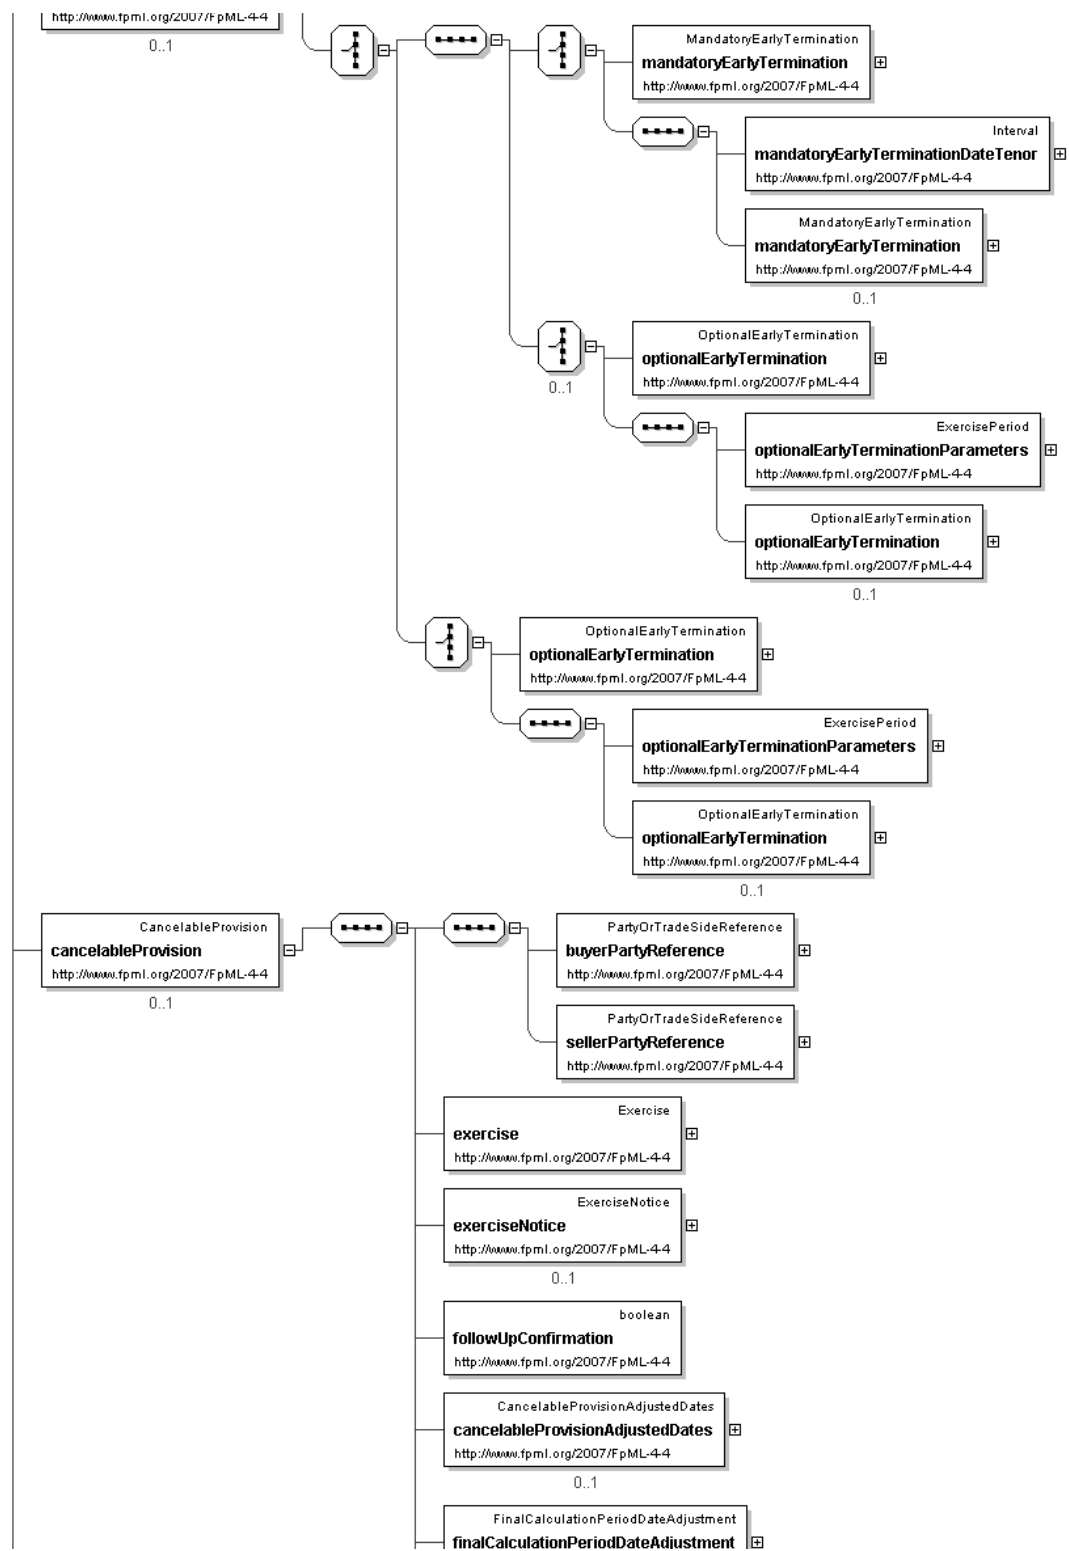 http://www.fpml.org/2007/FpML-4-4
0..1
MandatoryEarlyTermination
mandatoryEarlyTermination
http://www.fpml.org/2007/FpML-4-4
Interval
mandatoryEarlyTerminationDateTenor
http://www.fpml.org/2007/FpML-4-4
MandatoryEarlyTermination
mandatoryEarlyTermination
http://www.fpml.org/2007/FpML-4-4
0..1
OptionalEarlyTermination
optionalEarlyTermination
http://www.fpml.org/2007/FpML-4-4
0..1
ExercisePeriod
optionalEarlyTerminationParameters
http://www.fpml.org/2007/FpML-4-4
OptionalEarlyTermination
optionalEarlyTermination
http://www.fpml.org/2007/FpML-4-4
0..1
OptionalEarlyTermination
optionalEarlyTermination
http://www.fpml.org/2007/FpML-4-4
ExercisePeriod
optionalEarlyTerminationParameters
http://www.fpml.org/2007/FpML-4-4
OptionalEarlyTermination
optionalEarlyTermination
http://www.fpml.org/2007/FpML-4-4
0..1
CancelableProvision
cancelableProvision
http://www.fpml.org/2007/FpML-4-4
0..1
PartyOrTradeSideReference
buyerPartyReference
http://www.fpml.org/2007/FpML-4-4
PartyOrTradeSideReference
sellerPartyReference
http://www.fpml.org/2007/FpML-4-4
Exercise
exercise
http://www.fpml.org/2007/FpML-4-4
ExerciseNotice
exerciseNotice
http://www.fpml.org/2007/FpML-4-4
0..1
boolean
followUpConfirmation
http://www.fpml.org/2007/FpML-4-4
CancelableProvisionAdjustedDates
cancelableProvisionAdjustedDates
http://www.fpml.org/2007/FpML-4-4
0..1
FinalCalculationPeriodDateAdjustment
finalCalculationPeriodDateAdjustment